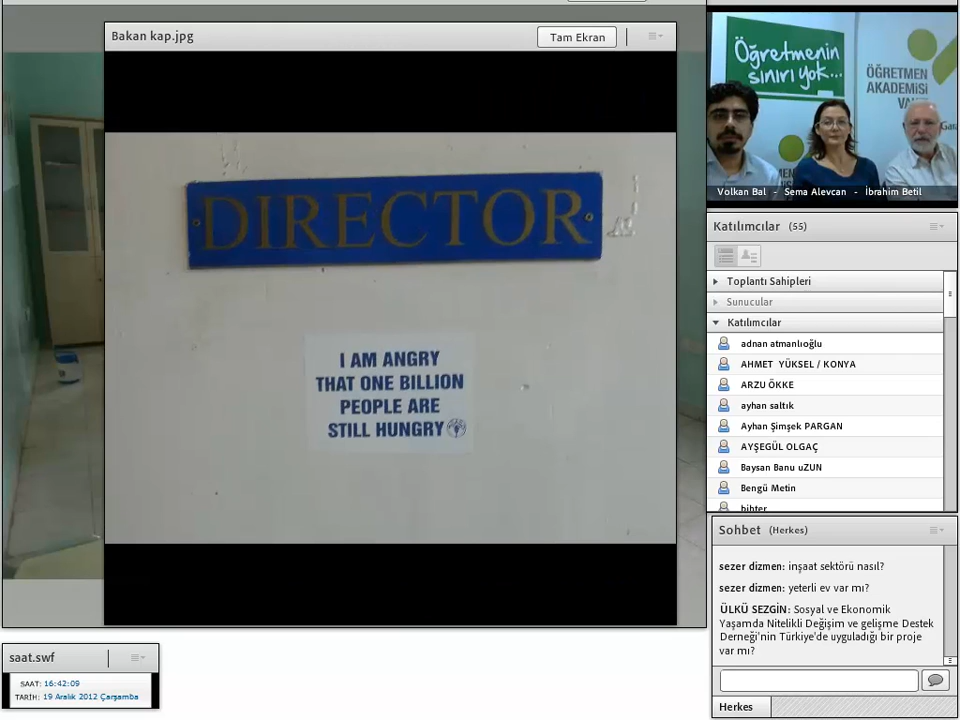 Bakan kap.jpg
Tam Ekran
DIRECTOR
I AM ANGRY
THAT ONE BILLION
PEOPLE ARE
STILL HUNGRY
Öğretmenin
sınırı yok...
ÖĞRETMEN
AKADEMİSİ
Volkan Bal - Sema Alevcan - İbrahim Betil
Katılımcılar (55)
Toplantı Sahipleri
Sunucular
Katılımcılar
adnan atmanlıoğlu
AHMET YÜKSEL / KONYA
ARZU ÖKKE
ayhan saltık
Ayhan Şimşek PARGAN
AYŞEGÜL OLGAÇ
Baysan Banu uZUN
Bengü Metin
bihter
Sohbet (Herkes)
sezer dizmen: inşaat sektörü nasıl?
sezer dizmen: yeterli ev var mı?
ÜLKÜ SEZGİN: Sosyal ve Ekonomik
Yaşamda Nitelikli Değişim ve gelişme Destek
Derneği'nin Türkiye'de uyguladığı bir proje
var mı?
Herkes
saat.swf
SAAT: 16:42:09
TARİH: 19 Aralık 2012 Çarşamba